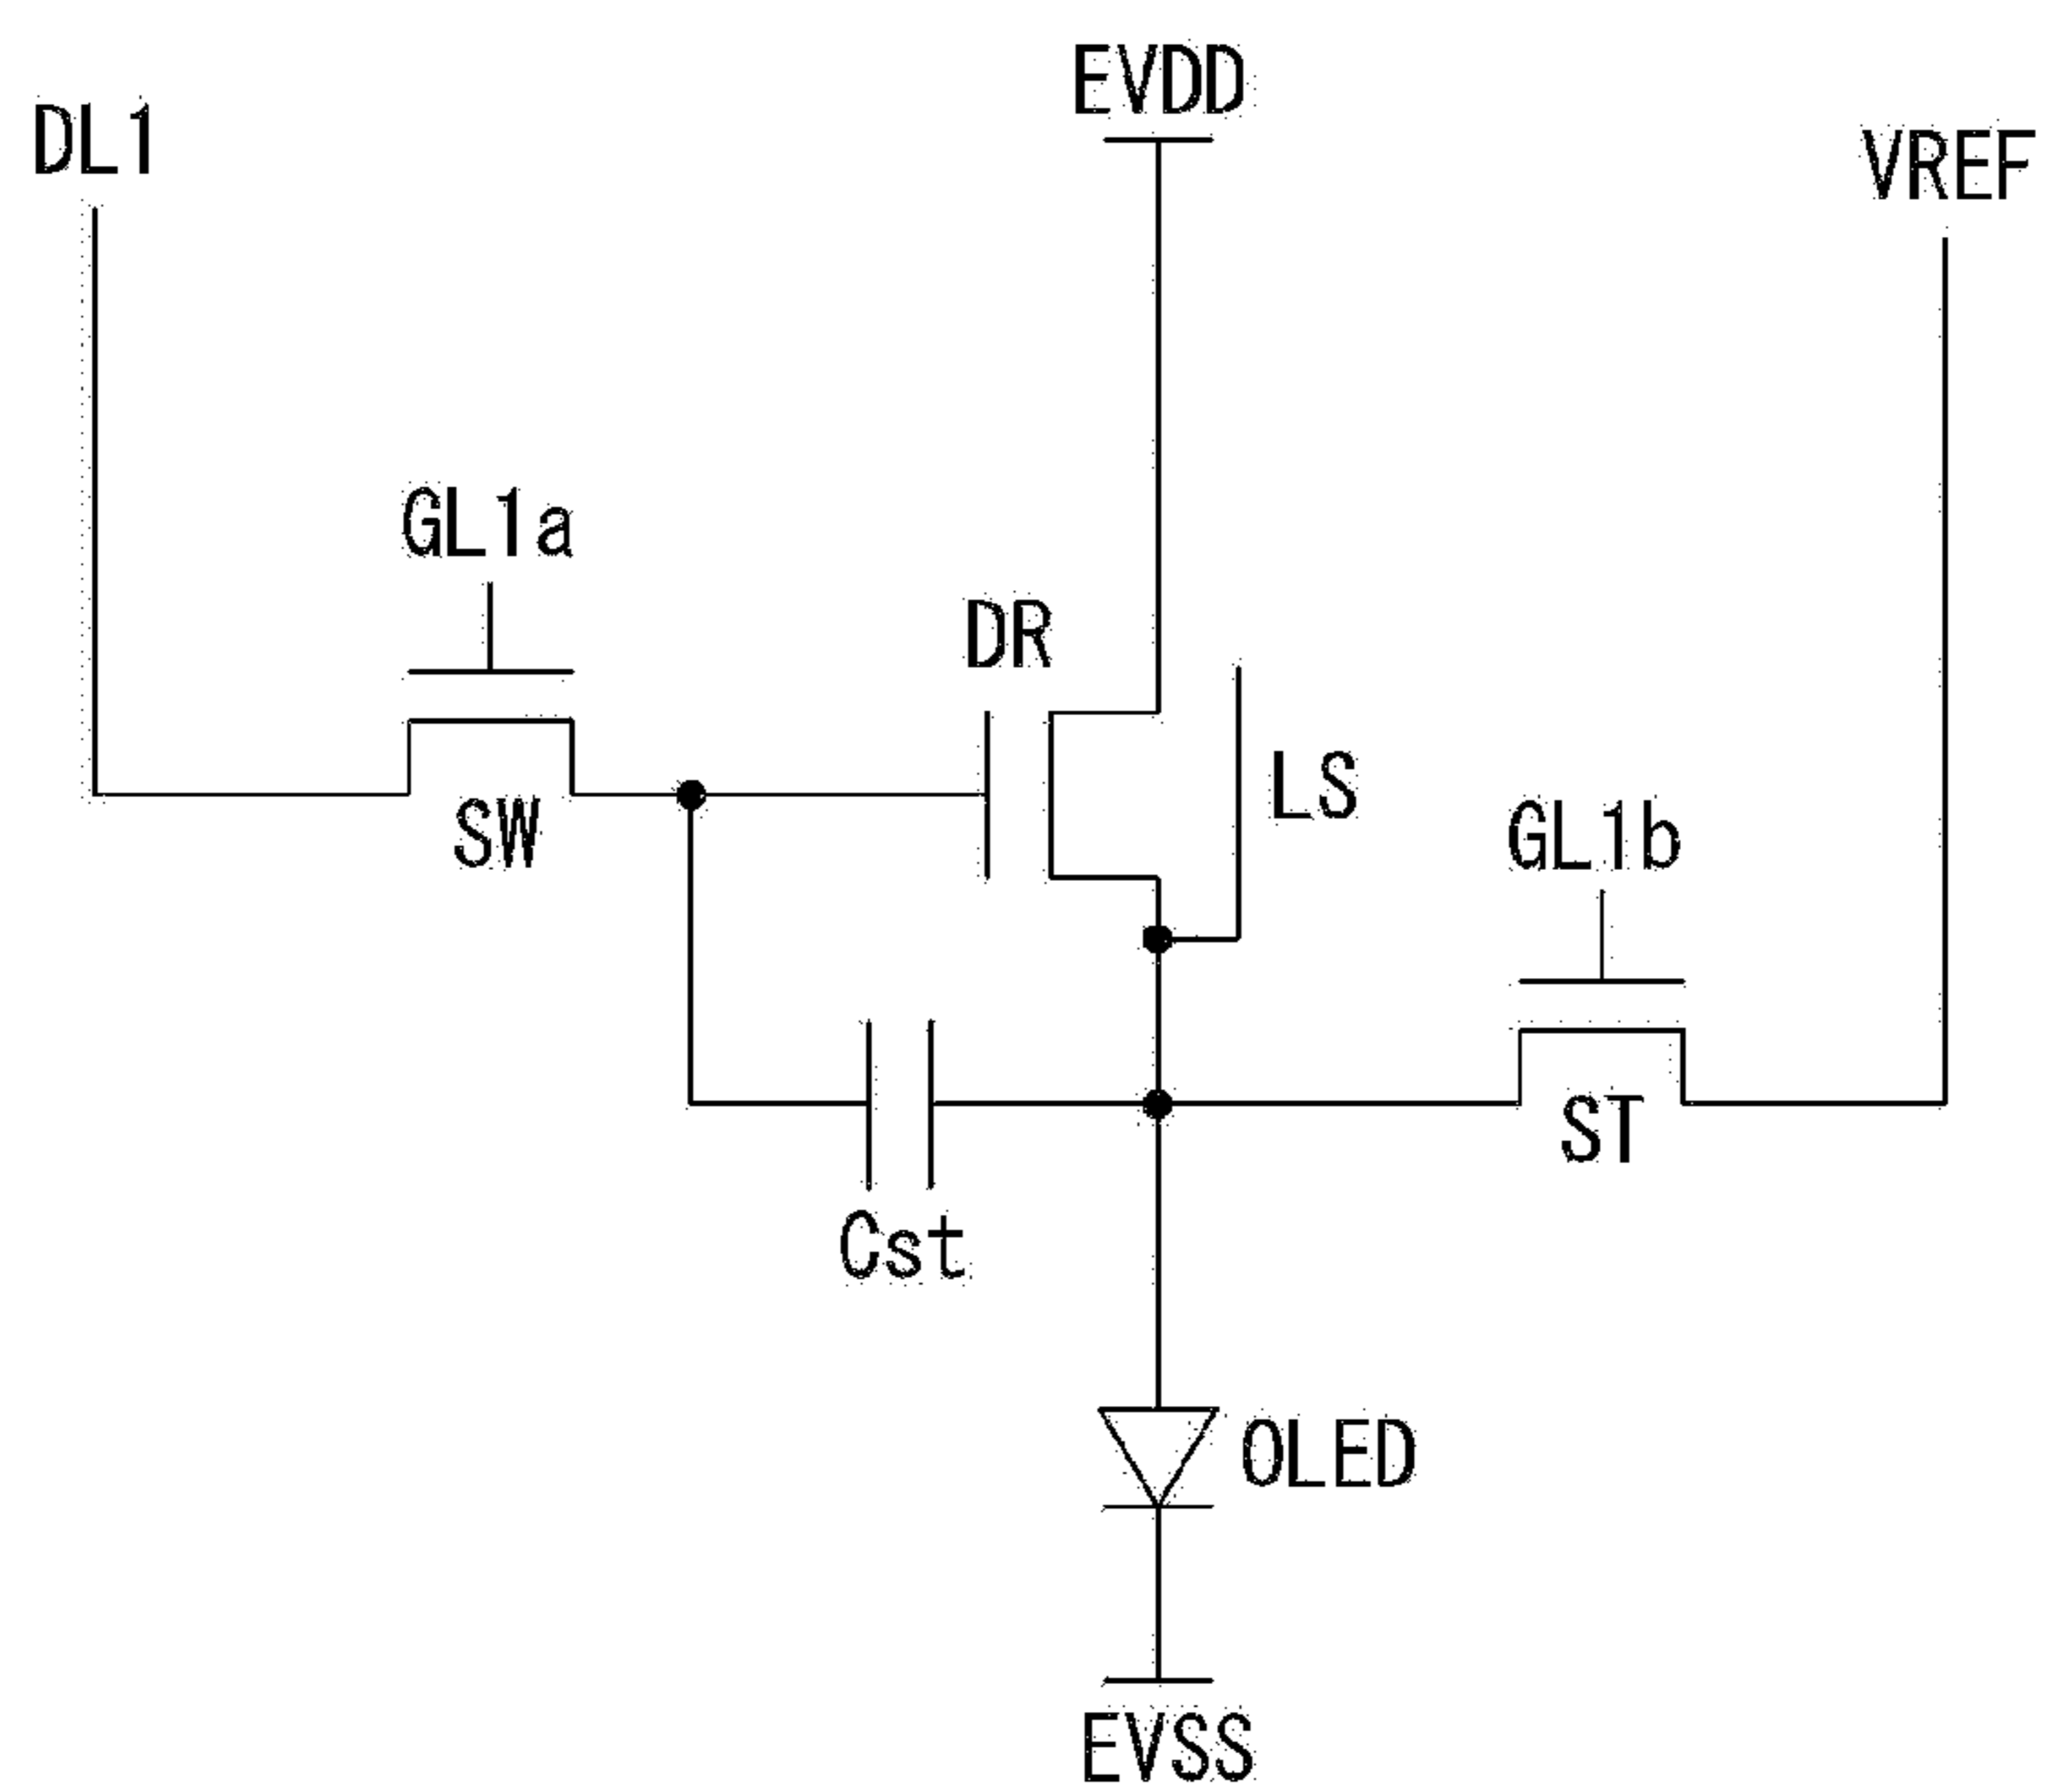 EVDD
DL1
VREF
GL1a
DR
LS
SW
GL1b
ST
Cst
OLED
EVSS